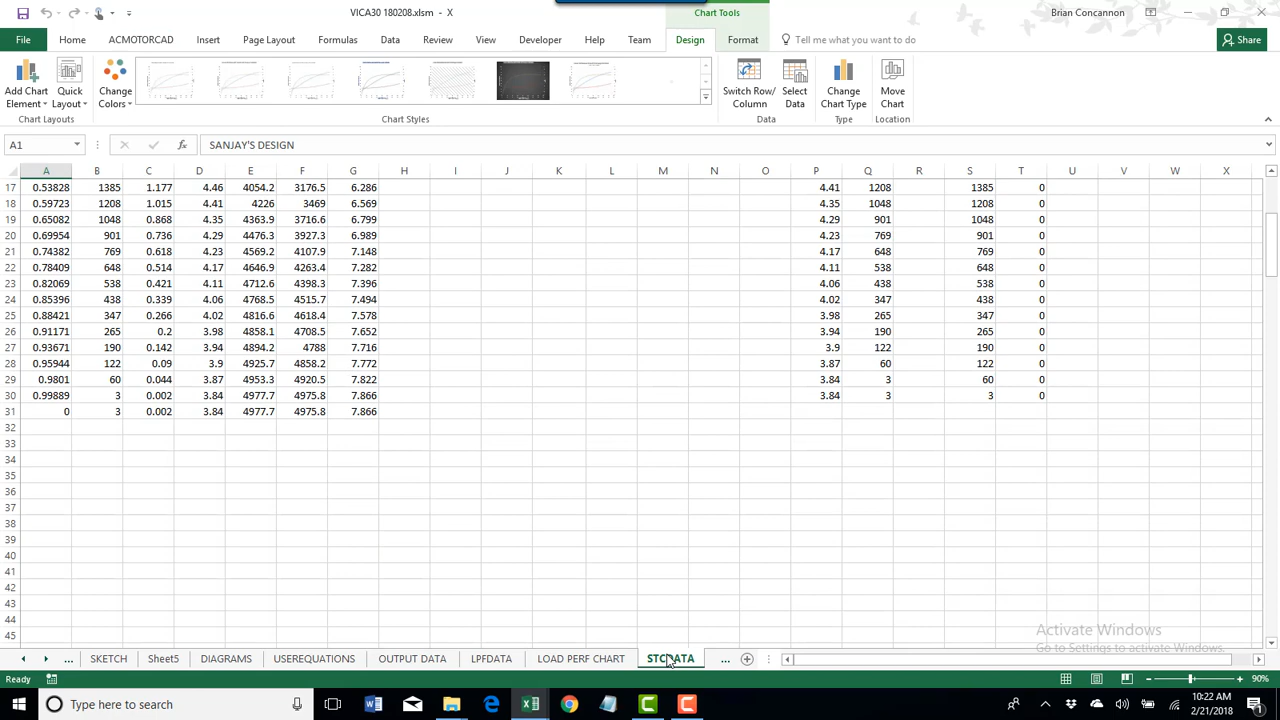 VICA30 180208.xlsm - X
Chart Tools
Brian Concannon
File Home ACMOTORCAD Insert Page Layout Formulas Data Review View Developer Help Team Design Format Tell me what you want to do Share
Add Chart Element Quick Layout Change Colors Switch Row/ Column Select Data Change Chart Type Move Chart
Chart Layouts Chart Styles Data Type Location
A1 fx SANJAY'S DESIGN
A B C D E F G H I J K L M N O P Q R S T U V W X
17 0.53828 1385 1.177 4.46 4054.2 3176.5 6.286 4.41 1208 1385 0
18 0.59723 1208 1.015 4.41 4226 3469 6.569 4.35 1048 1208 0
19 0.65082 1048 0.868 4.35 4363.9 3716.6 6.799 4.29 901 1048 0
20 0.69954 901 0.736 4.29 4476.3 3927.3 6.989 4.23 769 901 0
21 0.74382 769 0.618 4.23 4569.2 4107.9 7.148 4.17 648 769 0
22 0.78409 648 0.514 4.17 4646.9 4263.4 7.282 4.11 538 648 0
23 0.82069 538 0.421 4.11 4712.6 4398.3 7.396 4.06 438 538 0
24 0.85396 438 0.339 4.06 4768.5 4515.7 7.494 4.02 347 438 0
25 0.88421 347 0.266 4.02 4816.6 4618.4 7.578 3.98 265 347 0
26 0.91171 265 0.2 3.98 4858.1 4708.5 7.652 3.94 190 265 0
27 0.93671 190 0.142 3.94 4894.2 4788 7.716 3.9 122 190 0
28 0.95944 122 0.09 3.9 4925.7 4858.2 7.772 3.87 60 122 0
29 0.9801 60 0.044 3.87 4953.3 4920.5 7.822 3.84 3 60 0
30 0.99889 3 0.002 3.84 4977.7 4975.8 7.866 3.84 3 3 0
31 0 3 0.002 3.84 4977.7 4975.8 7.866
32
33
34
35
36
37
38
39
40
41
42
43
44
45
Activate Windows
Go to Settings to activate Windows.
... SKETCH Sheet5 DIAGRAMS USEREQUATIONS OUTPUT DATA LPFDATA LOAD PERF CHART STCDATA ...
Ready 90%
Type here to search
10:22 AM
2/21/2018